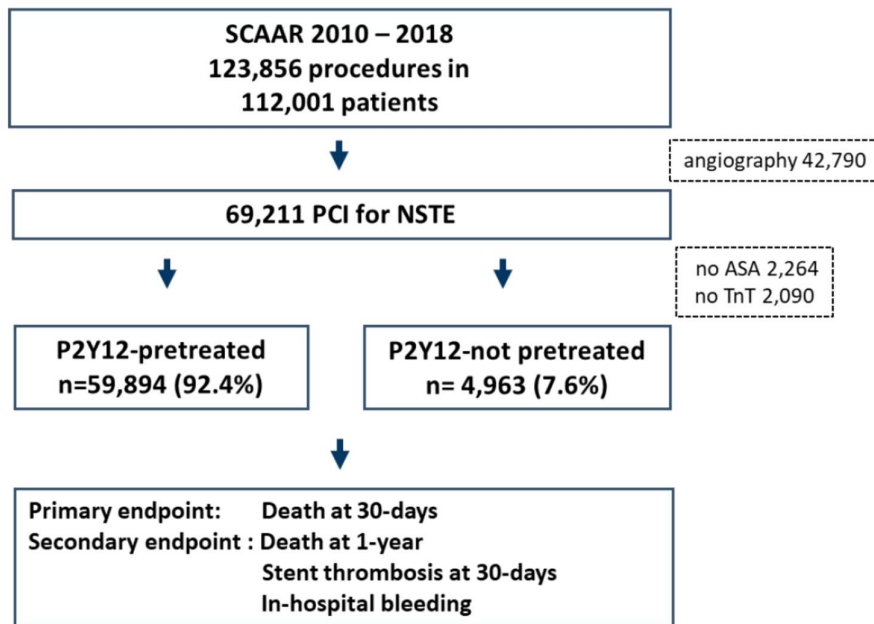 SCAAR 2010 – 2018
123,856 procedures in
112,001 patients
angiography 42,790
69,211 PCI for NSTE
no ASA 2,264
no TnT 2,090
P2Y12-pretreated
n=59,894 (92.4%)
P2Y12-not pretreated
n= 4,963 (7.6%)
Primary endpoint: Death at 30-days
Secondary endpoint : Death at 1-year
Stent thrombosis at 30-days
In-hospital bleeding